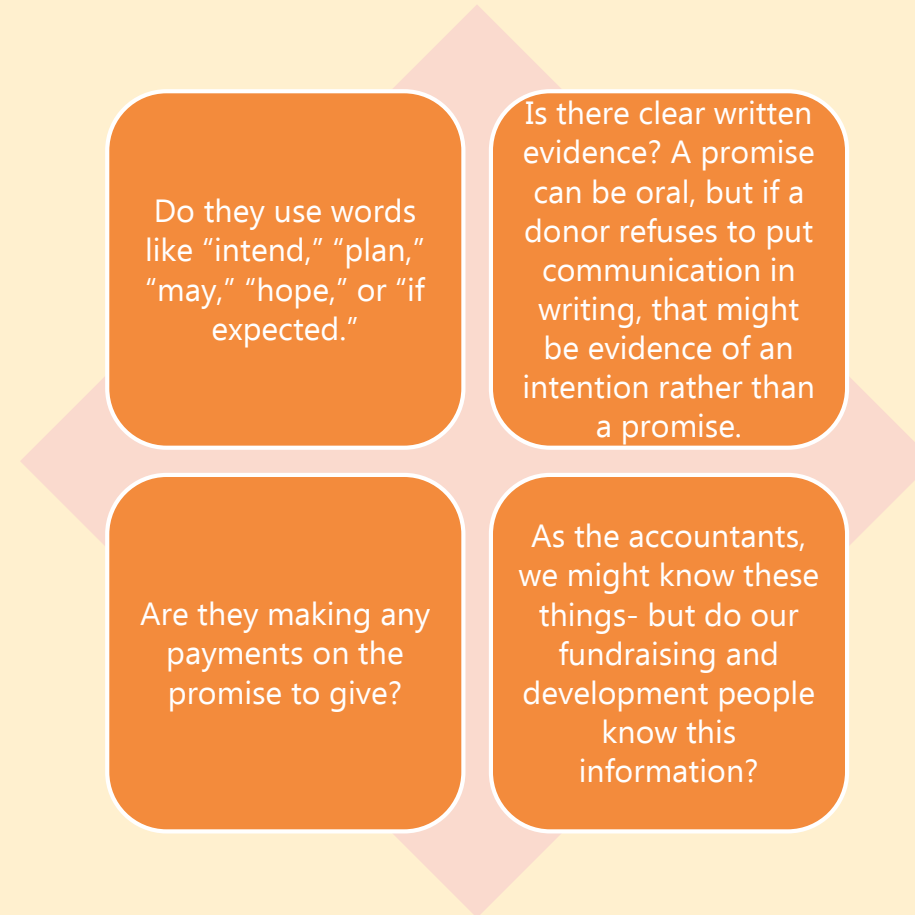 Do they use words
like “intend,” “plan,”
“may,” “hope,” or “if
expected.”
Is there clear written
evidence? A promise
can be oral, but if a
donor refuses to put
communication in
writing, that might
be evidence of an
intention rather than
a promise.
Are they making any
payments on the
promise to give?
As the accountants,
we might know these
things- but do our
fundraising and
development people
know this
information?